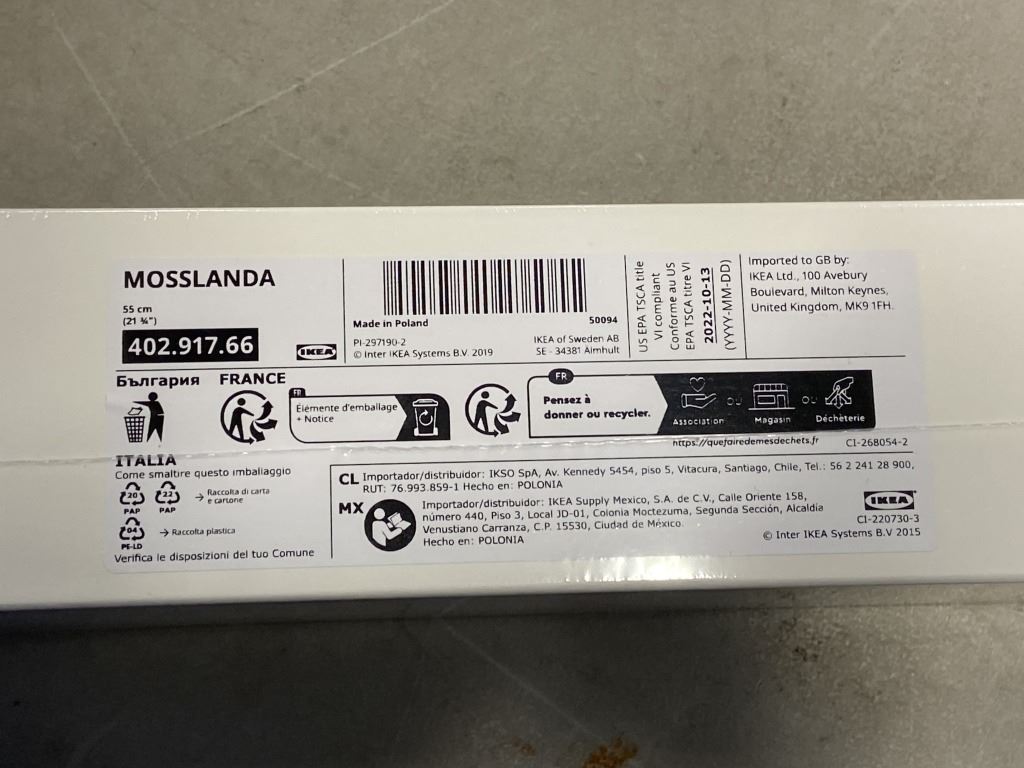 MOSSLANDA
55 cm
(21 ¾")
402.917.66
IKEA
Made in Poland
50094
PI-297190-2
© Inter IKEA Systems B.V. 2019
IKEA of Sweden AB
SE - 34381 Älmhult
US EPA TSCA title
VI compliant
Conforme au US
EPA TSCA titre VI
2022-10-13
(YYYY-MM-DD)
Imported to GB by:
IKEA Ltd., 100 Avebury
Boulevard, Milton Keynes,
United Kingdom, MK9 1FH.
България
FRANCE
FR
Élémente d'emballage
+ Notice
FR
Pensez à
donner ou recycler.
OU
OU
Association
Magasin
Déchèterie
https://quefairedemesdechets.fr
CI-268054-2
ITALIA
Come smaltire questo imballaggio
20
PAP
22
PAP
→ Raccolta di carta
e cartone
04
PE-LD
→ Raccolta plastica
Verifica le disposizioni del tuo Comune
CL Importador/distribuidor: IKSO SpA, Av. Kennedy 5454, piso 5, Vitacura, Santiago, Chile, Tel.: 56 2 241 28 900,
RUT: 76.993.859-1 Hecho en: POLONIA
MX Importador/distribuidor: IKEA Supply Mexico, S.A. de C.V., Calle Oriente 158,
número 440, Piso 3, Local JD-01, Colonia Moctezuma, Segunda Sección, Alcaldia
Venustiano Carranza, C.P. 15530, Ciudad de México.
Hecho en: POLONIA
IKEA
CI-220730-3
© Inter IKEA Systems B.V 2015